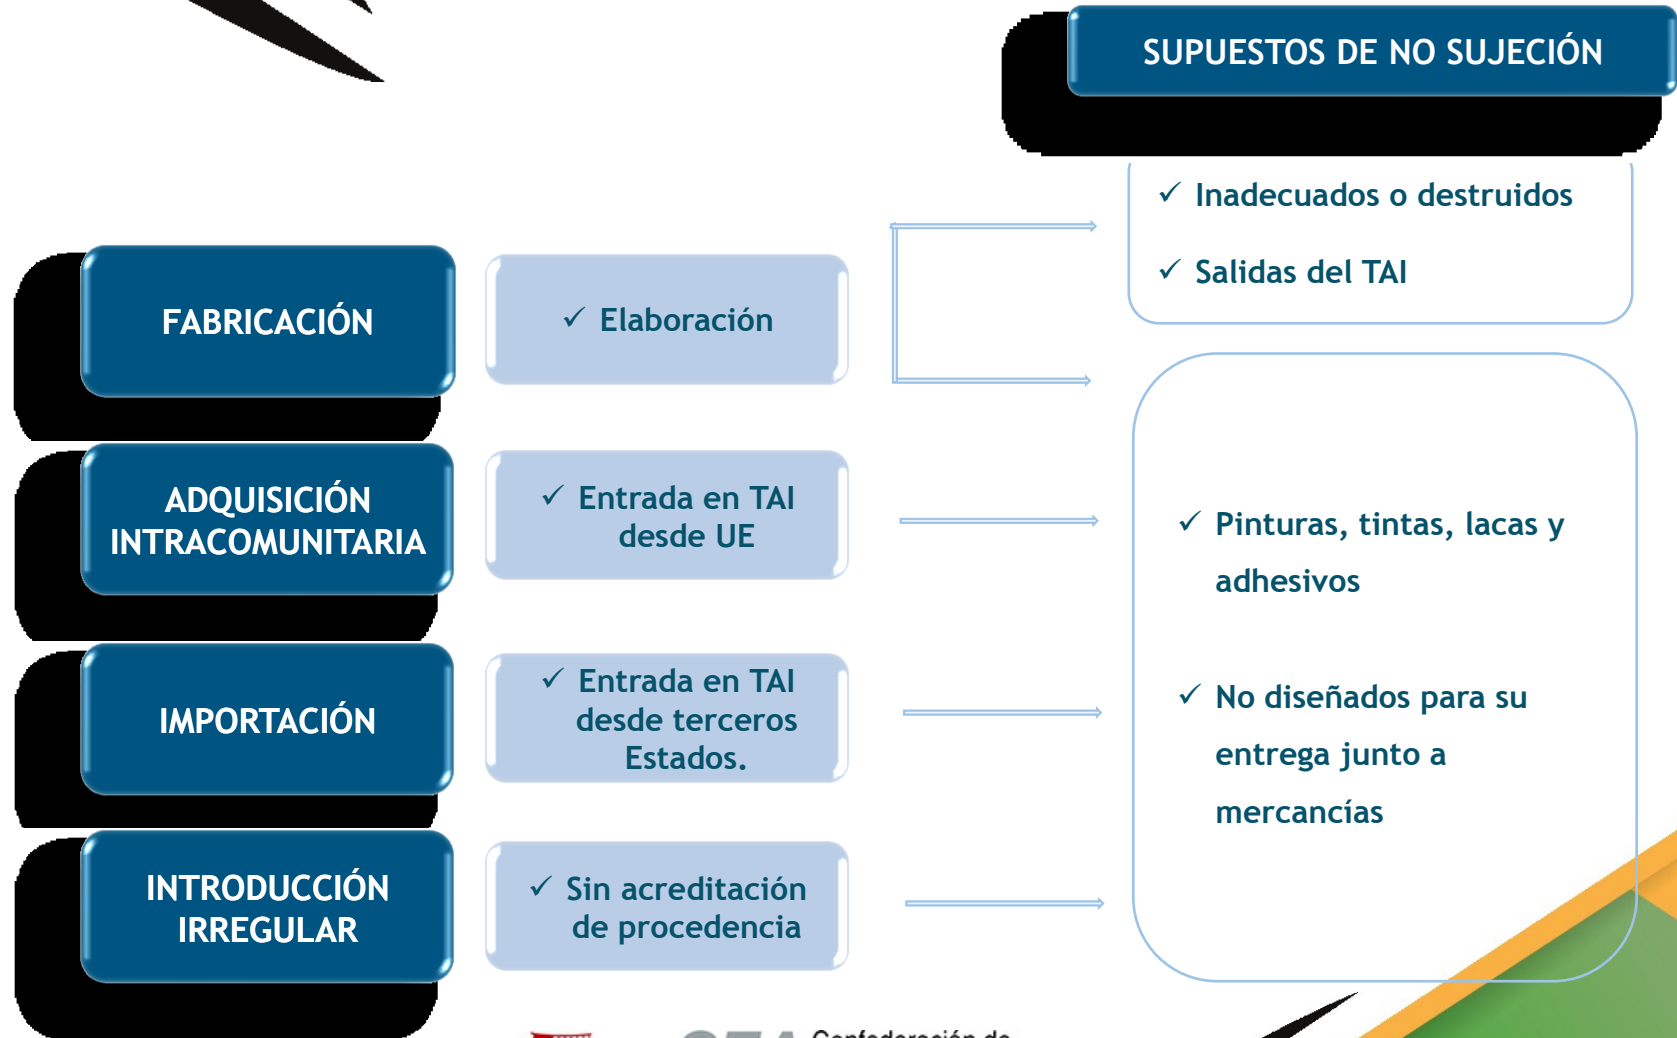 SUPUESTOS DE NO SUJECIÓN
✓ Inadecuados o destruidos
✓ Salidas del TAI
FABRICACIÓN
✓ Elaboración
ADQUISICIÓN
INTRACOMUNITARIA
✓ Entrada en TAI
desde UE
✓ Pinturas, tintas, lacas y
adhesivos
IMPORTACIÓN
✓ Entrada en TAI
desde terceros
Estados.
✓ No diseñados para su
entrega junto a
mercancías
INTRODUCCIÓN
IRREGULAR
✓ Sin acreditación
de procedencia
Confederación de